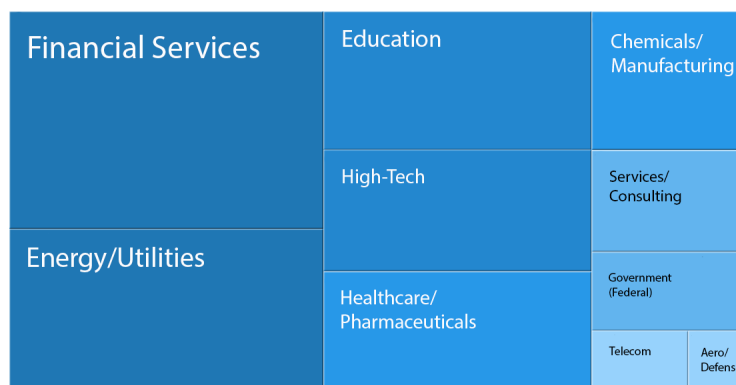 Financial Services
Energy/Utilities
Education
High-Tech
Healthcare/
Pharmaceuticals
Chemicals/
Manufacturing
Services/
Consulting
Government
(Federal)
Telecom
Aero/
Defens